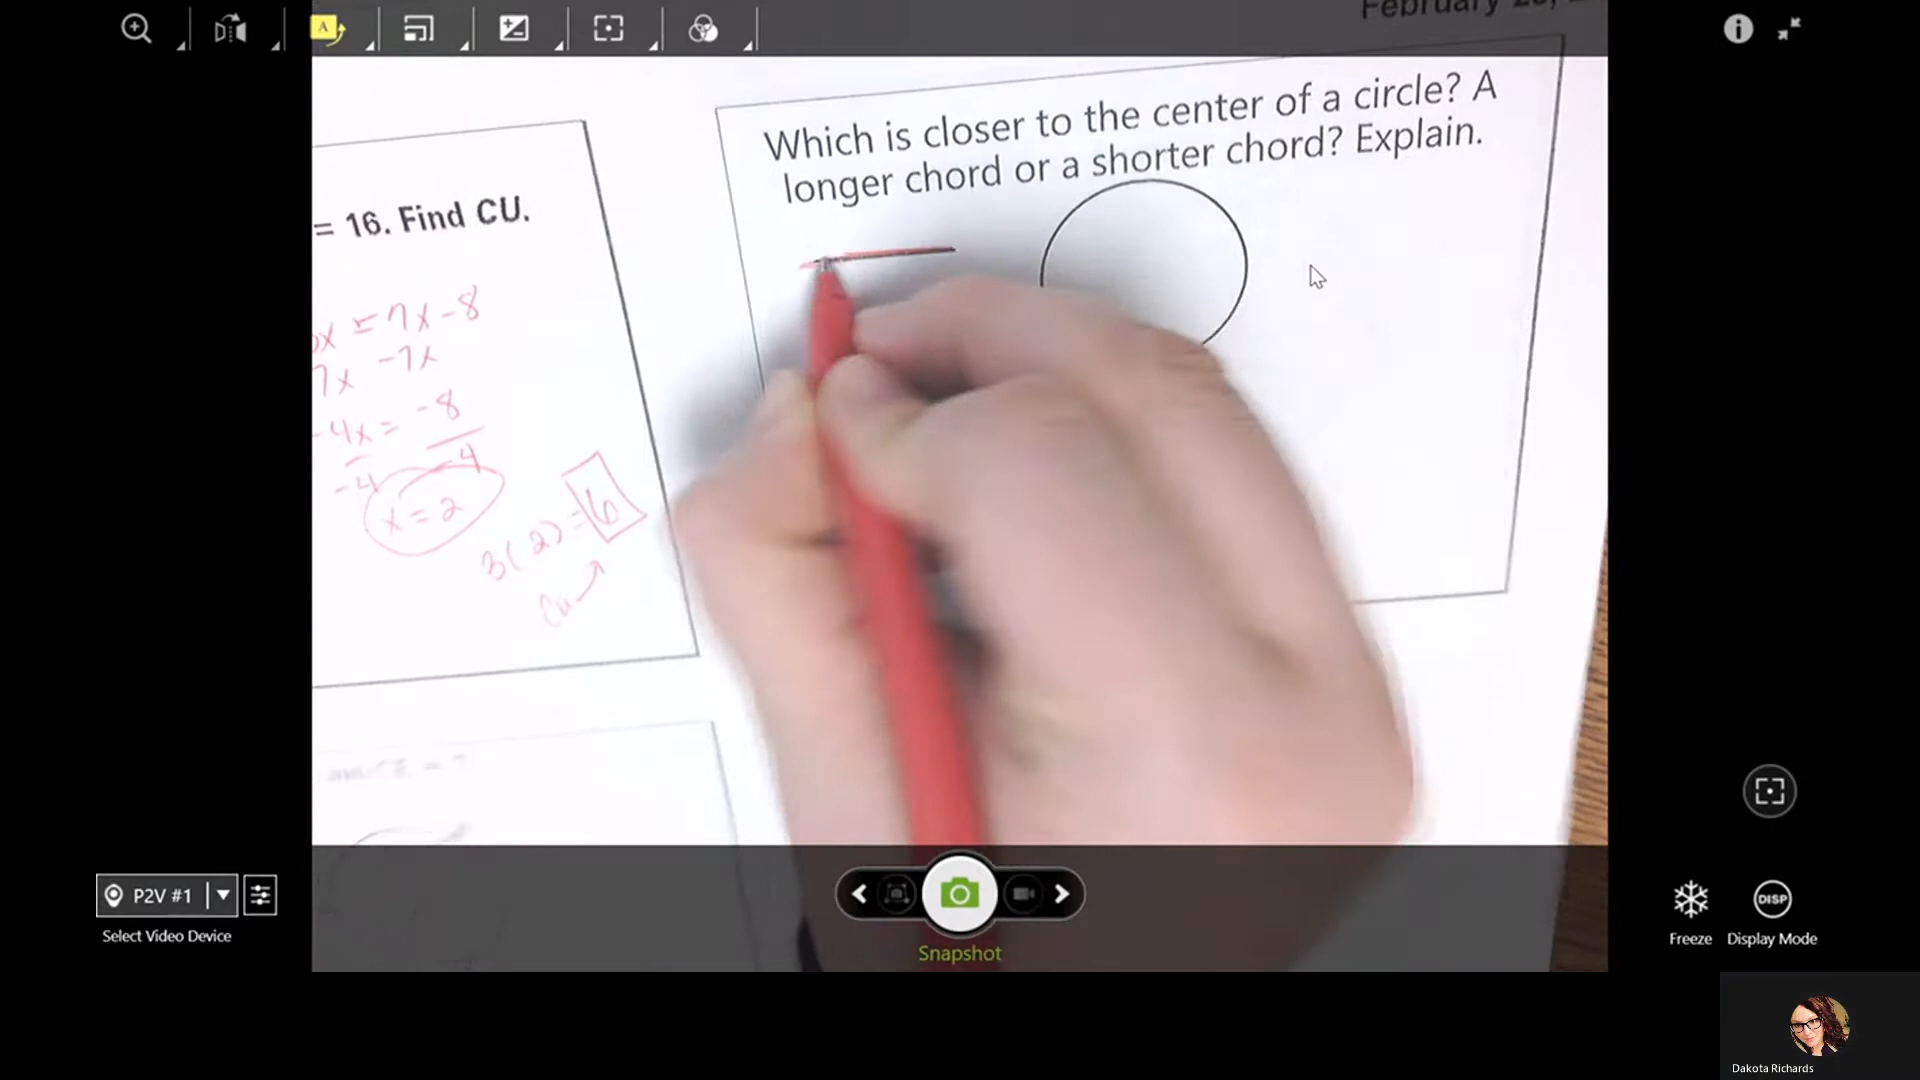 February
A
Which is closer to the center of a circle? A
longer chord or a shorter chord? Explain.
= 16. Find CU.
x = 7x - 8
7x -7x
-4x = -8
-4 -4
x = 2
3(2) = 6
Cu
P2V #1
Select Video Device
Snapshot
DISP
Freeze Display Mode
Dakota Richards